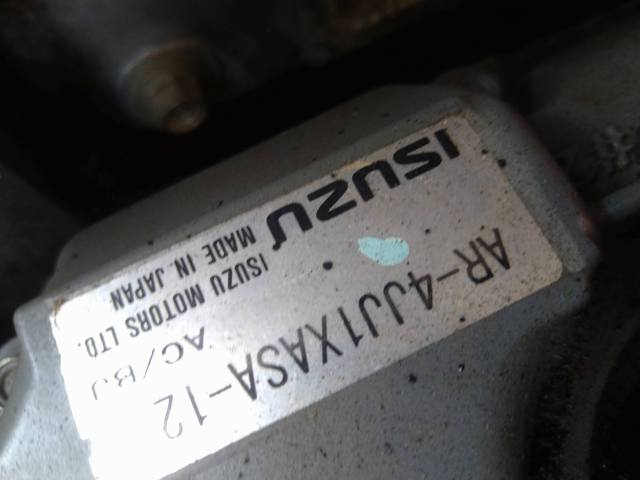 ISUZU
ISUZU MOTORS LTD.
MADE IN JAPAN
AR-4JJ1XASA-12
AC/BJ